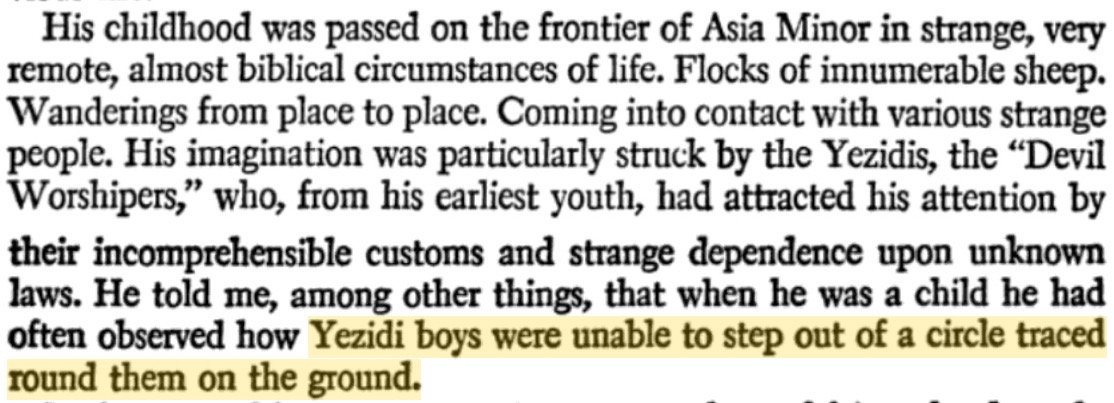 His childhood was passed on the frontier of Asia Minor in strange, very
remote, almost biblical circumstances of life. Flocks of innumerable sheep.
Wanderings from place to place. Coming into contact with various strange
people. His imagination was particularly struck by the Yezidis, the “Devil
Worshipers,” who, from his earliest youth, had attracted his attention by
their incomprehensible customs and strange dependence upon unknown
laws. He told me, among other things, that when he was a child he had
often observed how Yezidi boys were unable to step out of a circle traced
round them on the ground.